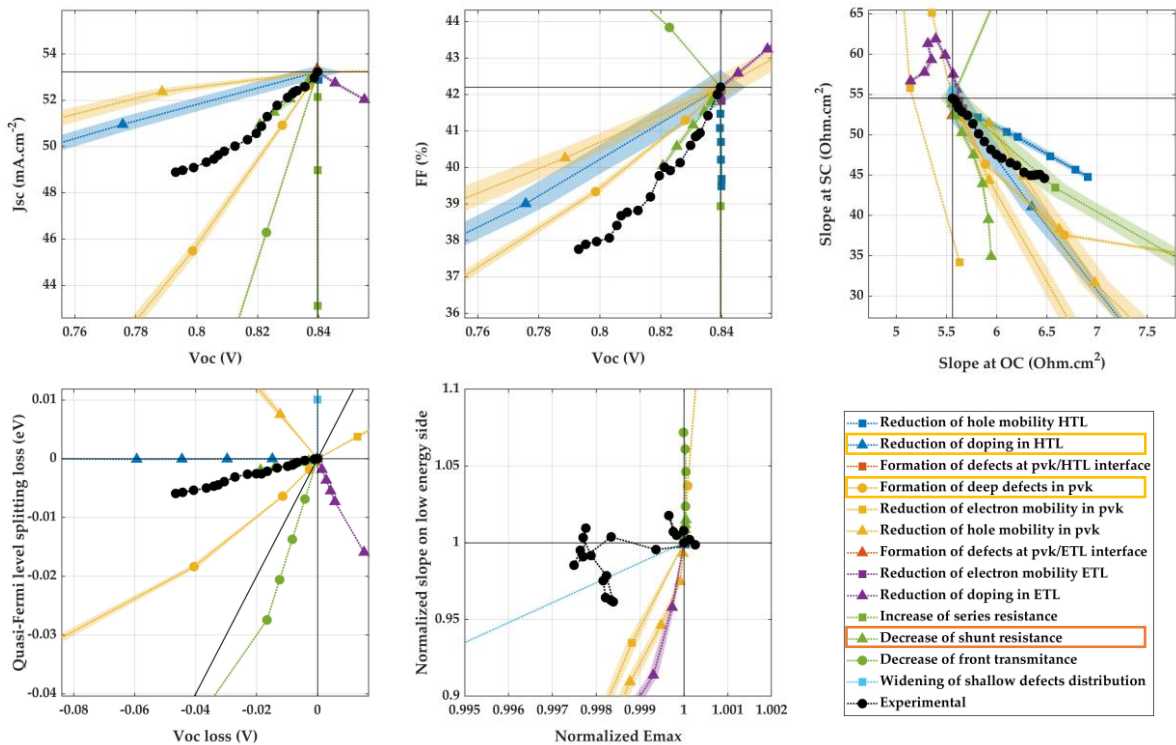 54
52
50
48
46
44
Jsc (mA.cm-2)
0.76
0.78
0.8
0.82
0.84
Voc (V)
44
43
42
41
40
39
38
37
36
FF (%)
0.76
0.78
0.8
0.82
0.84
Voc (V)
65
60
55
50
45
40
35
30
Slope at SC (Ohm.cm2)
5
5.5
6
6.5
7
7.5
Slope at OC (Ohm.cm2)
0.01
0
-0.01
-0.02
-0.03
-0.04
Quasi-Fermi level splitting loss (eV)
-0.08
-0.06
-0.04
-0.02
0
Voc loss (V)
1.1
1.05
1
0.95
0.9
Normalized slope on low energy side
0.995
0.996
0.997
0.998
0.999
1
1.001
1.002
Normalized Emax
Reduction of hole mobility HTL
Reduction of doping in HTL
Formation of defects at pvk/HTL interface
Formation of deep defects in pvk
Reduction of electron mobility in pvk
Reduction of hole mobility in pvk
Formation of defects at pvk/ETL interface
Reduction of electron mobility ETL
Reduction of doping in ETL
Increase of series resistance
Decrease of shunt resistance
Decrease of front transmitance
Widening of shallow defects distribution
Experimental